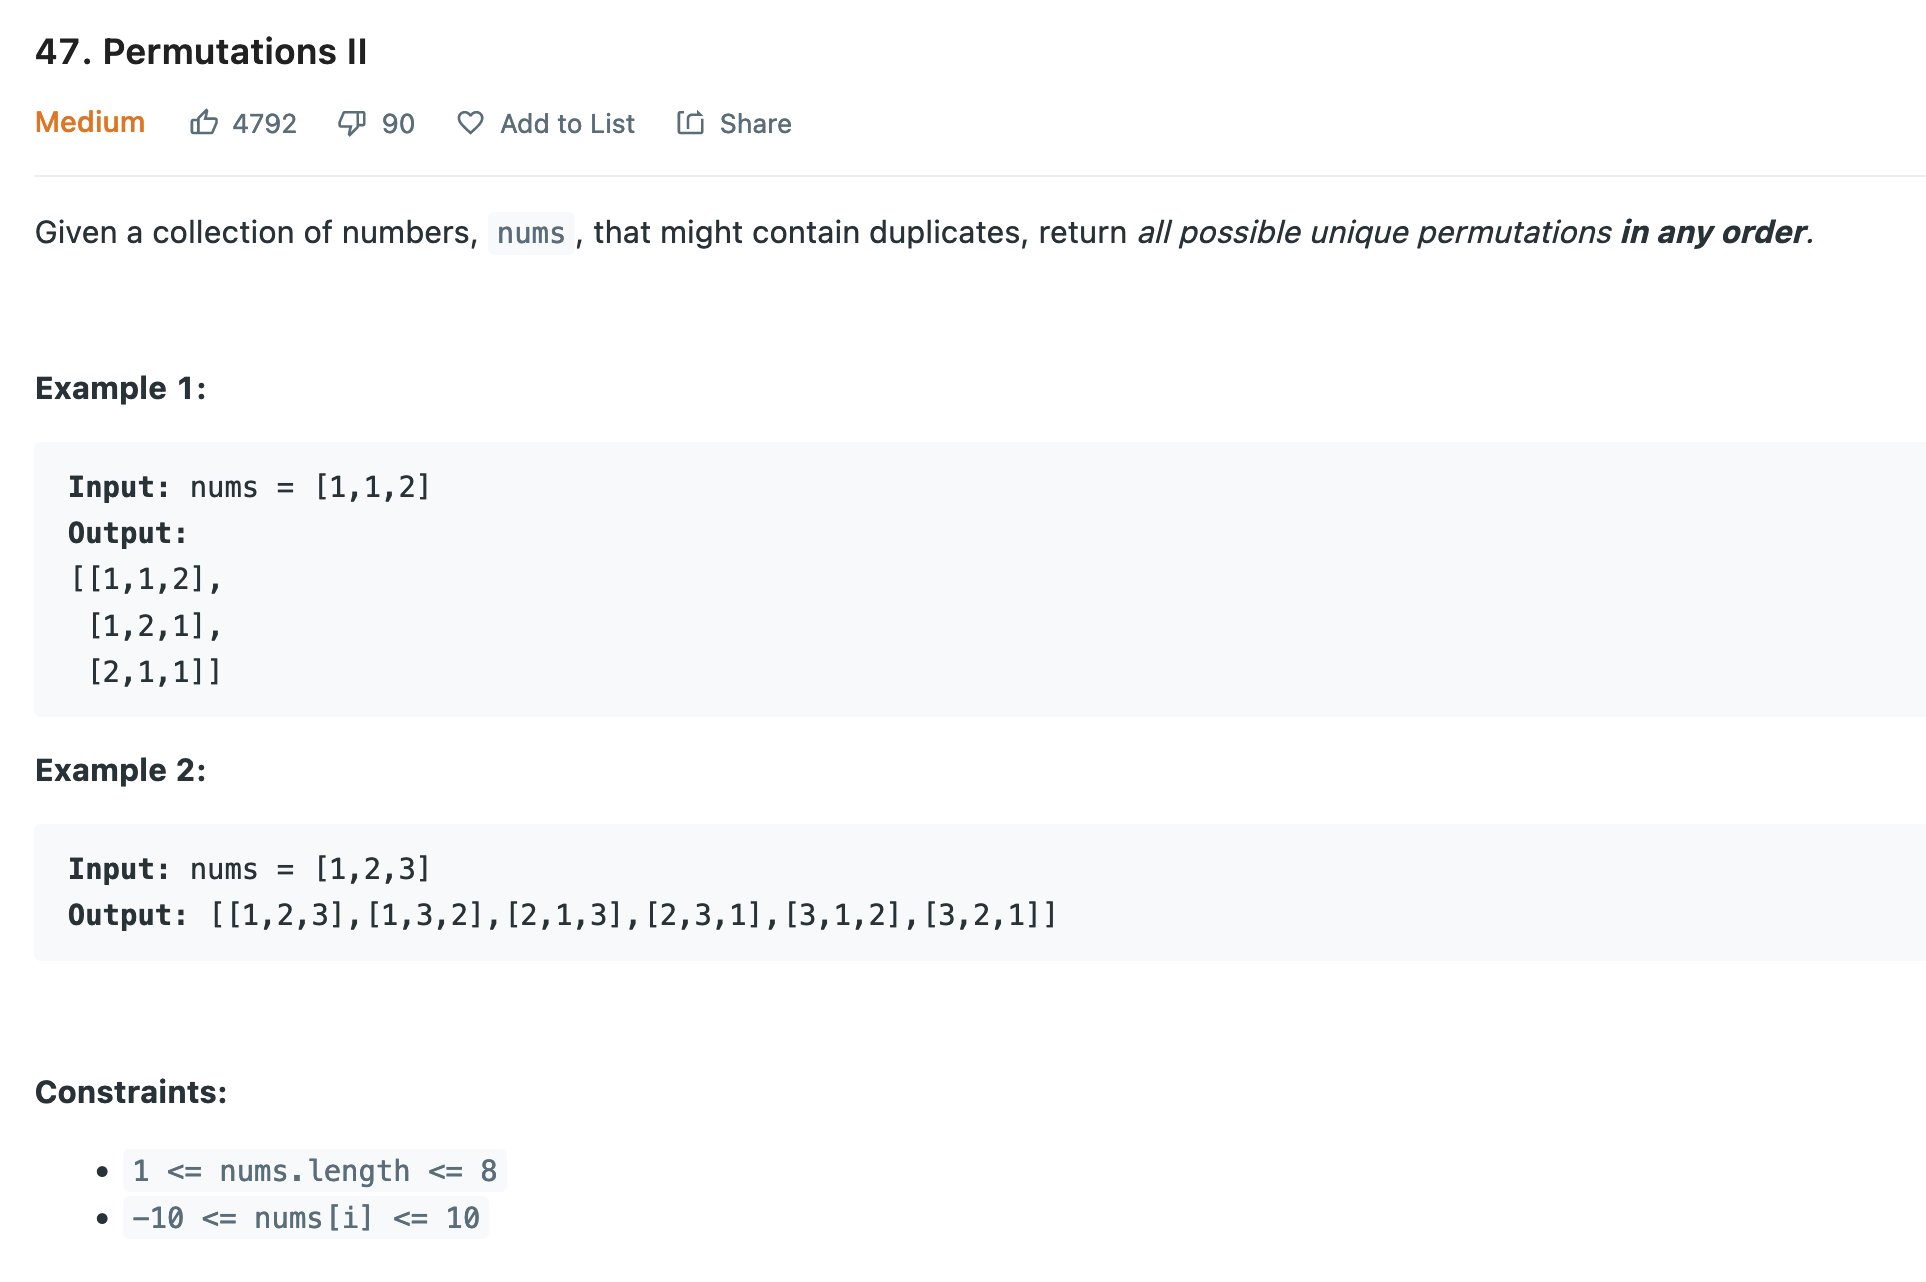 47. Permutations II
Medium 4792 90 Add to List Share
Given a collection of numbers, nums, that might contain duplicates, return all possible unique permutations in any order.
Example 1:
Input: nums = [1,1,2]
Output:
[[1,1,2],
 [1,2,1],
 [2,1,1]]
Example 2:
Input: nums = [1,2,3]
Output: [[1,2,3],[1,3,2],[2,1,3],[2,3,1],[3,1,2],[3,2,1]]
Constraints:
• 1 <= nums.length <= 8
• -10 <= nums[i] <= 10